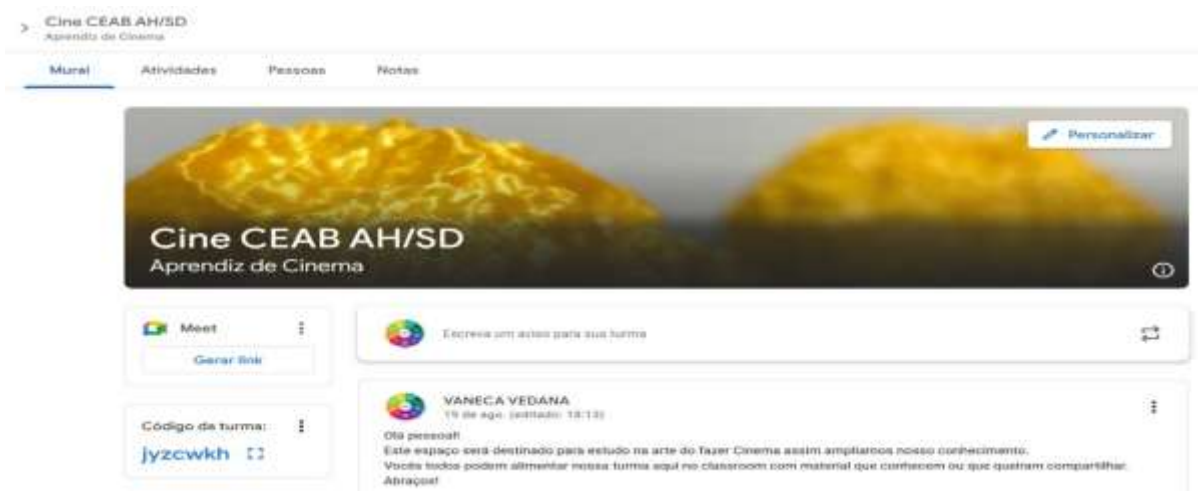 Cine CEAB AH/SD
Aprendiz de Cinema
Mural Atividades Pessoas Notas
Personalizar
Cine CEAB AH/SD
Aprendiz de Cinema
Meet
Gerar link
Escreva um aviso para sua turma
VANECA VEDANA
19 de ago. (editado: 18:13)
Código da turma:
jyzcwkh
Olá pessoal!
Este espaço será destinado para estudo na arte do fazer Cinema assim ampliamos nosso conhecimento.
Vocês todos podem alimentar nossa turma aqui no classroom com material que conhecem ou que queiram compartilhar.
Abraços!